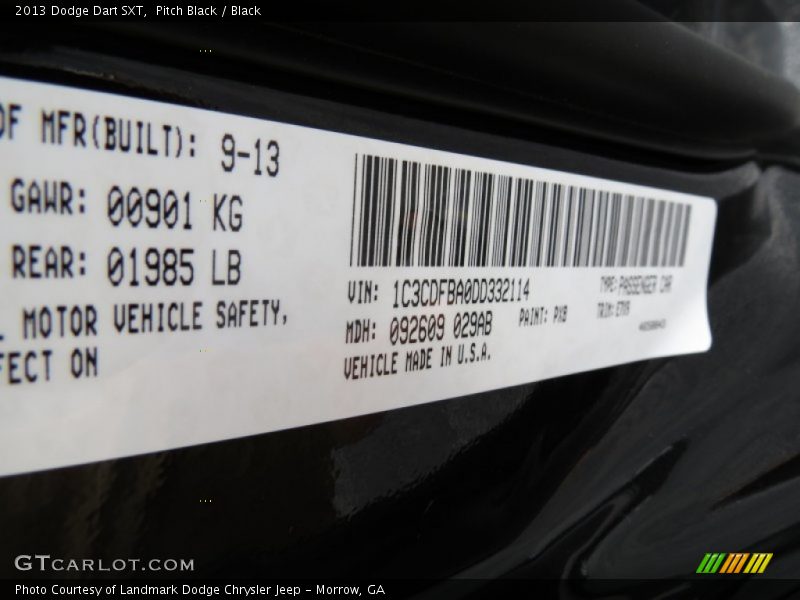 2013 Dodge Dart SXT, Pitch Black / Black
OF MFR(BUILT): 9-13
GAWR: 00901 KG
REAR: 01985 LB
MOTOR VEHICLE SAFETY,
FECT ON
VIN: 1C3CDFBA0DD332114
TYPE: PASSENGER CAR
MDH: 092609 029AB
PAINT: PXB
TRIM:
VEHICLE MADE IN U.S.A.
GTCARLOT.COM
Photo Courtesy of Landmark Dodge Chrysler Jeep - Morrow, GA